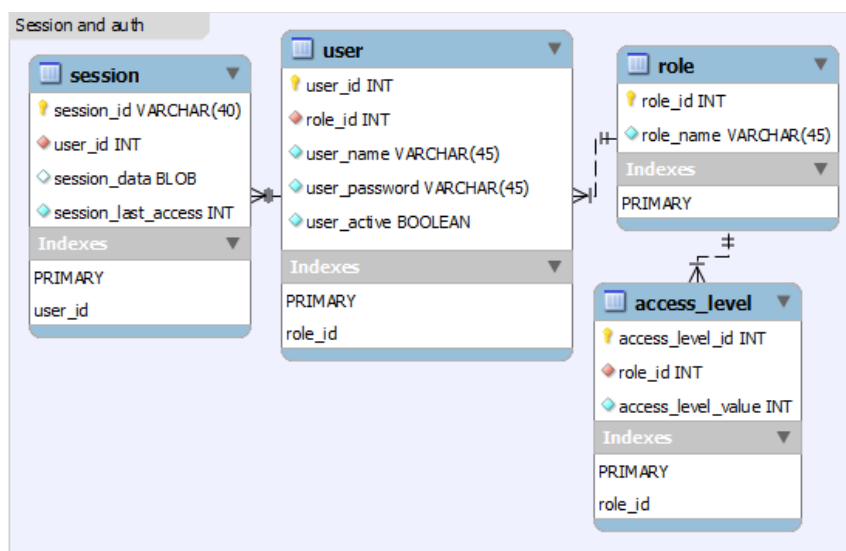 Session and auth
session
session_id VARCHAR(40)
user_id INT
session_data BLOB
session_last_access INT
Indexes
PRIMARY
user_id
user
user_id INT
role_id INT
user_name VARCHAR(45)
user_password VARCHAR(45)
user_active BOOLEAN
Indexes
PRIMARY
role_id
role
role_id INT
role_name VARCHAR(45)
Indexes
PRIMARY
access_level
access_level_id INT
role_id INT
access_level_value INT
Indexes
PRIMARY
role_id